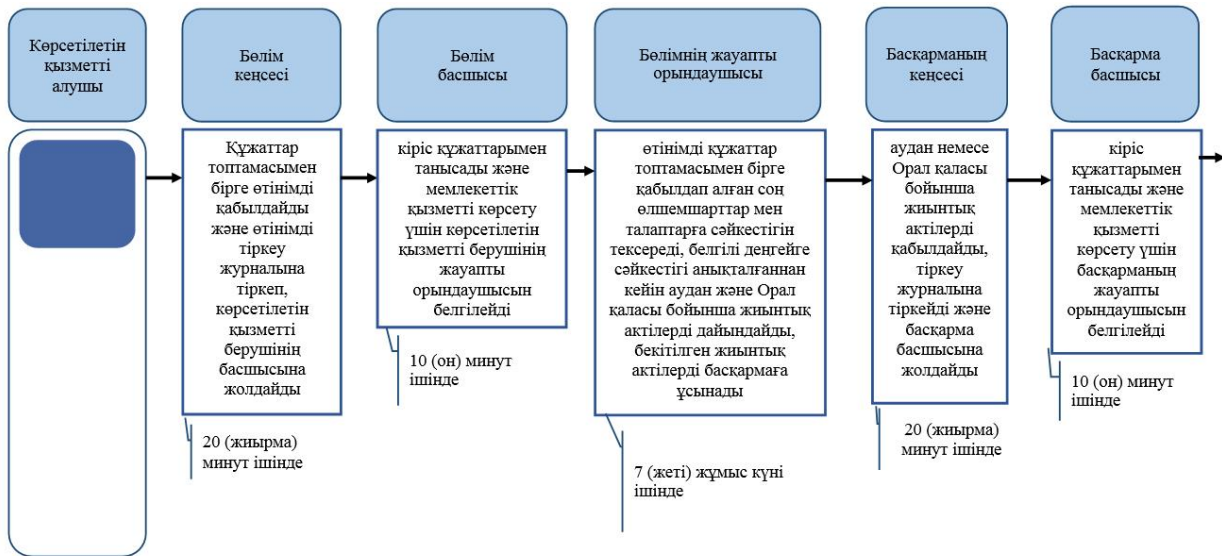 Көрсетілетін
қызметті
алушы
Бөлім
кеңсесі
Бөлім
басшысы
Бөлімнің жауапты
орындаушысы
Басқарманың
кеңсесі
Басқарма
басшысы
Құжаттар
топтамасымен
бірге өтінімді
қабылдайды
және өтінімді
тіркеу
журналына
тіркеп,
көрсетілетін
қызметті
берушінің
басшысына
жолдайды
20 (жиырма)
минут ішінде
кіріс құжаттарымен
танысады және
мемлекеттік
қызметті көрсету
үшін көрсетілетін
қызметті берушінің
жауапты
орындаушысын
белгілейді
10 (он) минут
ішінде
өтінімді құжаттар
топтамасымен бірге
қабылдап алған соң
өлшемшарттар мен
талаптарға сәйкестігін
тексереді, белгілі деңгейге
сәйкестігі анықталғаннан
кейін аудан және Орал
қаласы бойынша жиынтық
актілерді дайындайды,
бекітілген жиынтық
актілерді басқармаға
ұсынады
7 (жеті) жұмыс күні
ішінде
аудан немесе
Орал қаласы
бойынша
жиынтық
актілерді
қабылдайды,
тіркеу
журналына
тіркейді және
басқарма
басшысына
жолдайды
20 (жиырма)
минут ішінде
кіріс
құжаттарымен
танысады және
мемлекеттік
қызметті
көрсету үшін
басқарманың
жауапты
орындаушысын
белгілейді
10 (он) минут
ішінде